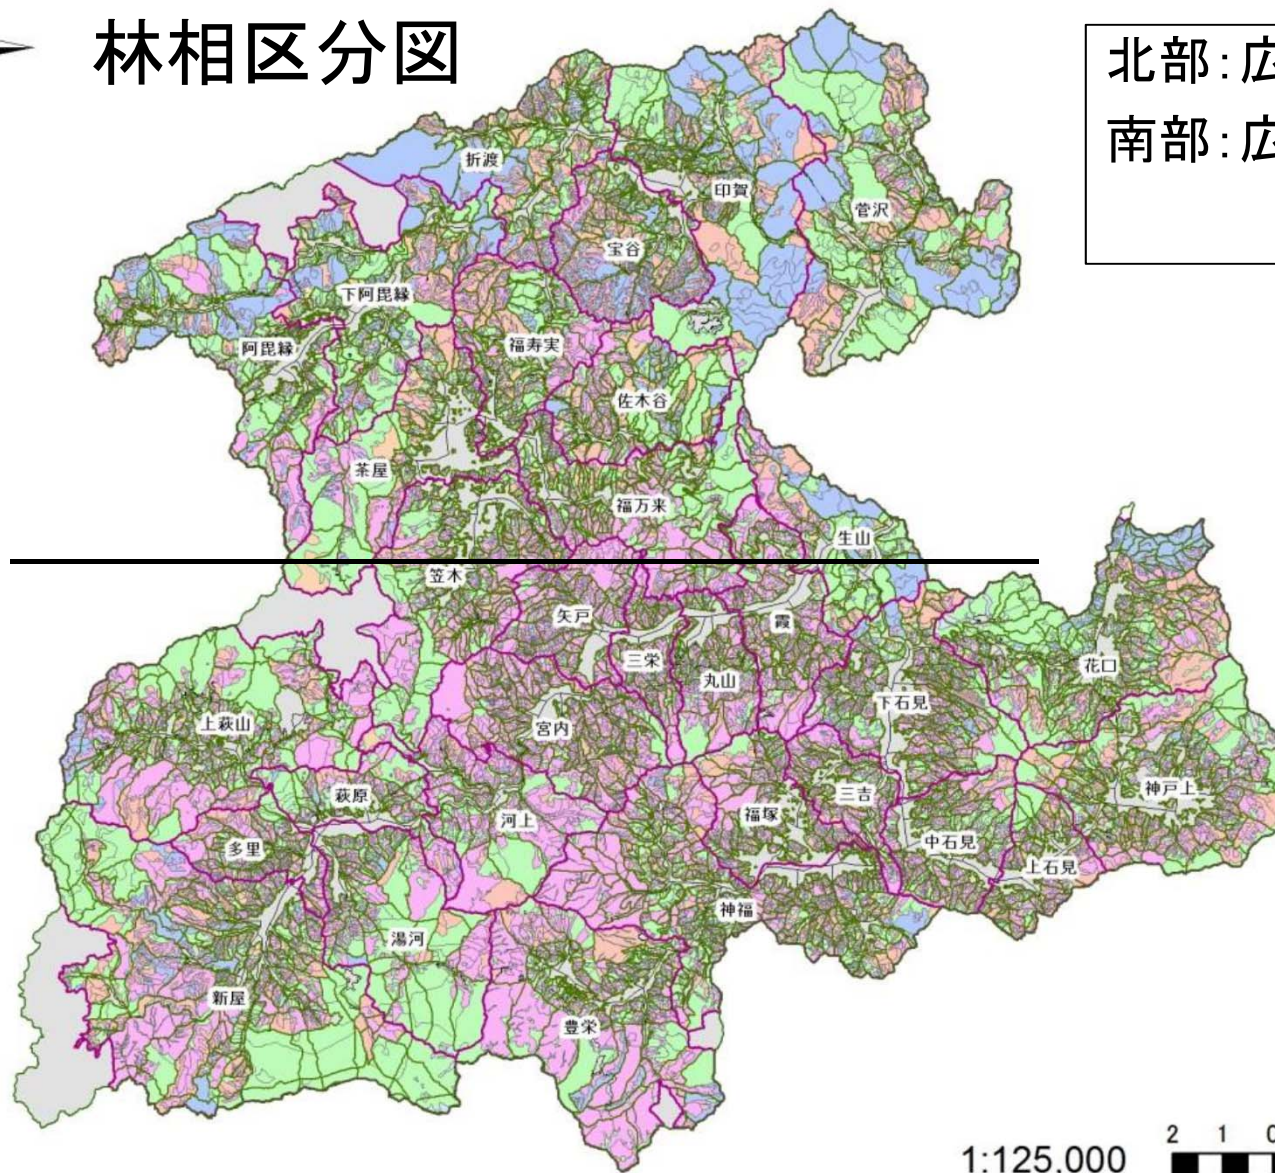 林相区分図
北部:広
南部:広
折渡
印賀
菅沢
宝谷
下阿毘縁
阿毘縁
福寿実
佐木谷
茶屋
福万来
生山
笠木
矢戸
霞
三栄
丸山
花口
上萩山
宮内
下石見
萩原
河上
福塚
三吉
神戸上
多里
中石見
上石見
神福
湯河
新屋
豊栄
2 1 0
1:125,000